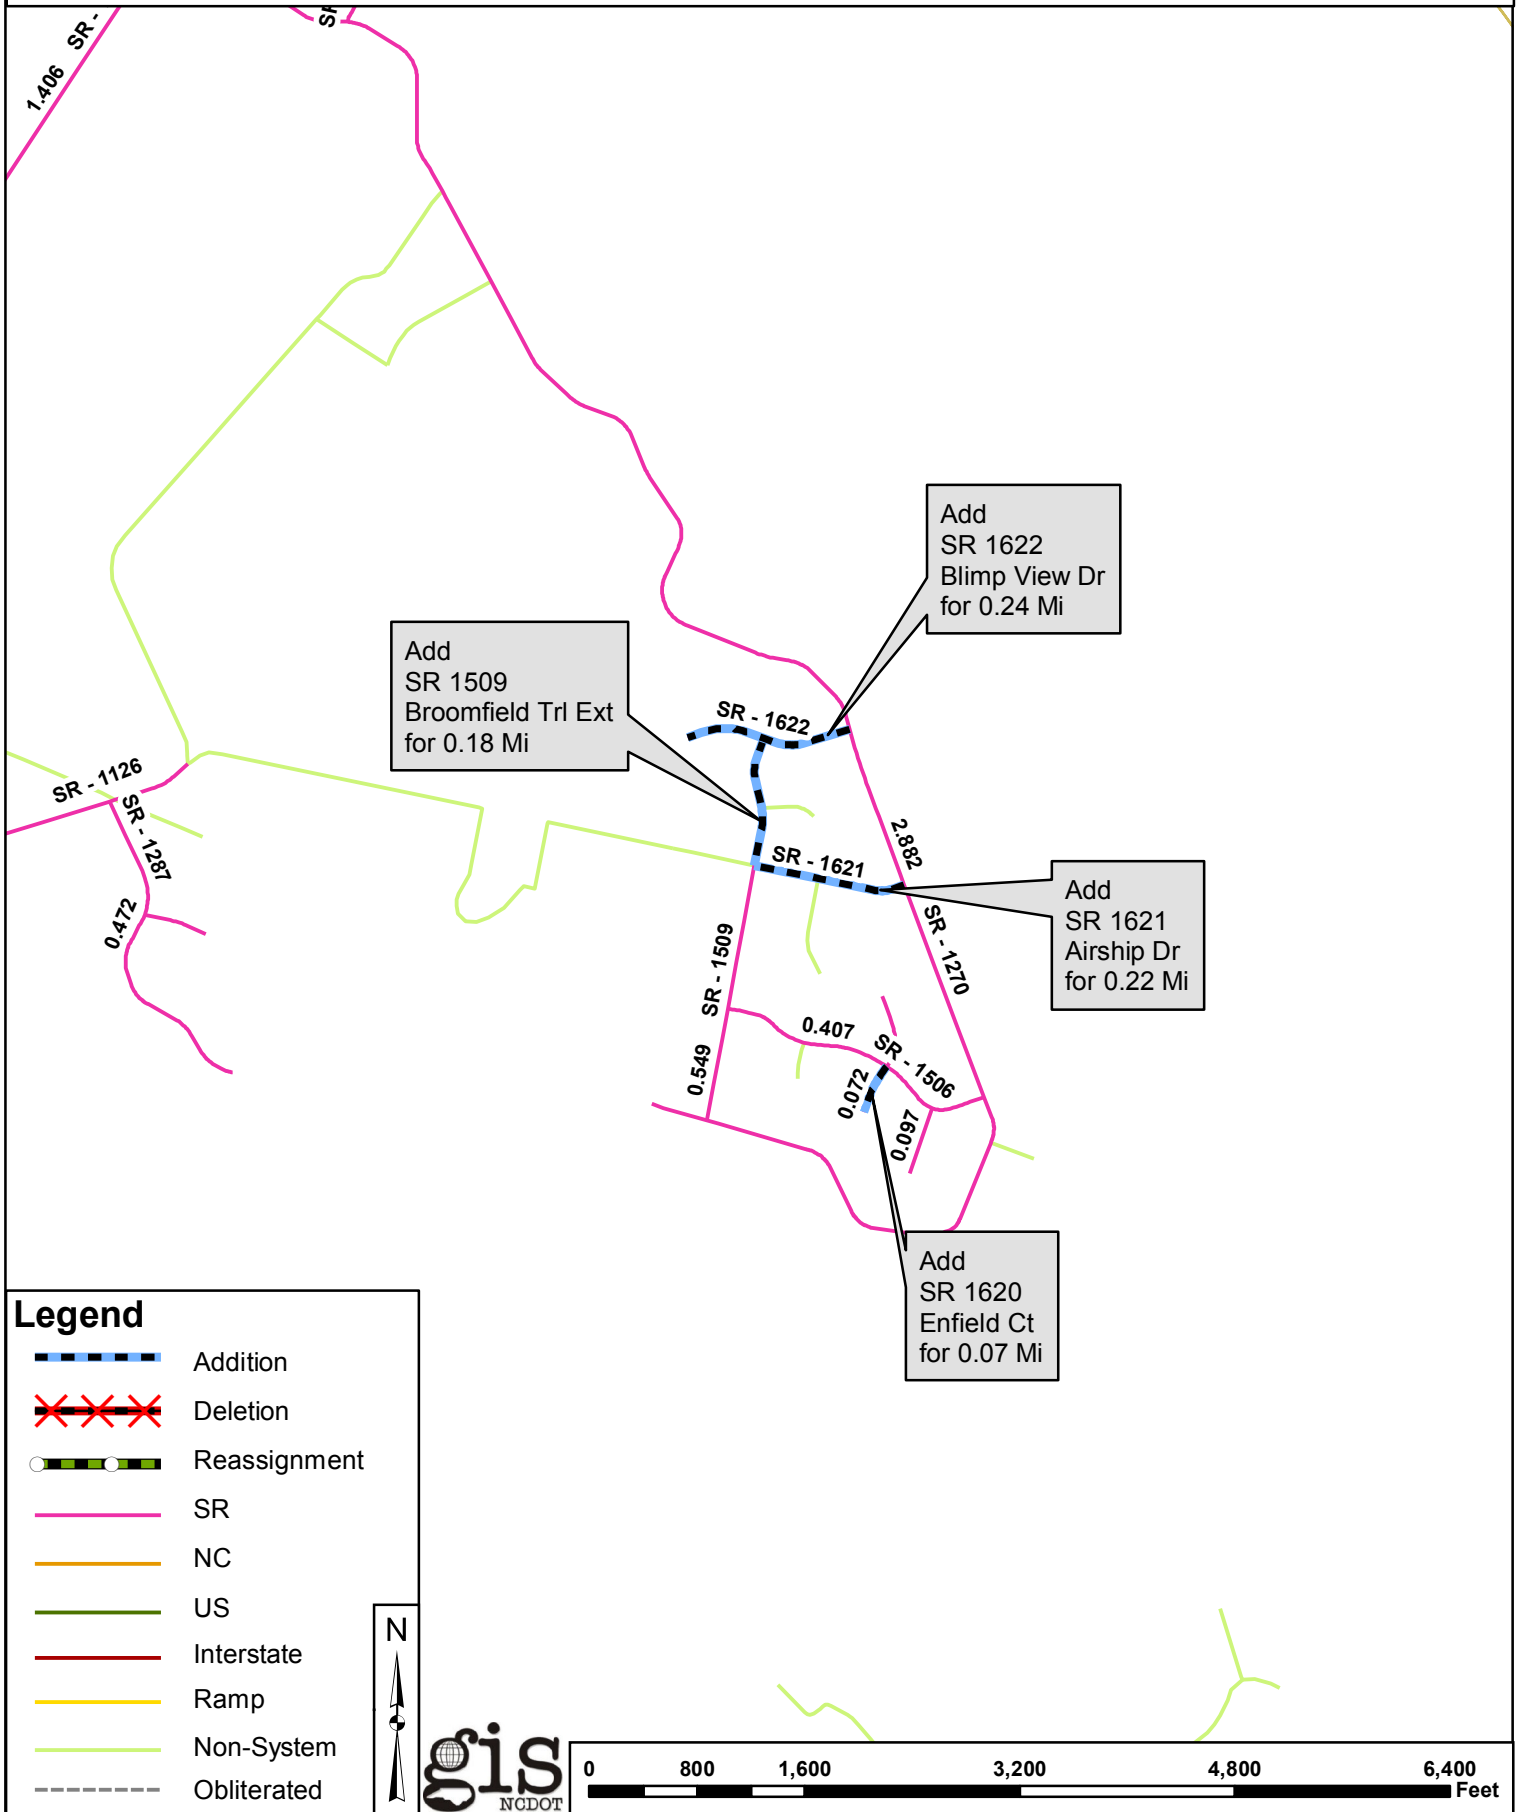 1.406 SR -
SR
Add
SR 1622
Blimp View Dr
for 0.24 Mi
Add
SR 1509
Broomfield Trl Ext
for 0.18 Mi
SR - 1622
SR - 1126
SR - 1287
0.472
SR - 1621
2.882
SR - 1270
Add
SR 1621
Airship Dr
for 0.22 Mi
SR - 1509
0.549
0.407
SR - 1506
0.072
0.097
Add
SR 1620
Enfield Ct
for 0.07 Mi
Legend
Addition
Deletion
Reassignment
SR
NC
US
Interstate
Ramp
Non-System
Obliterated
N
gis
NCDOT
0 800 1,600 3,200 4,800 6,400
Feet